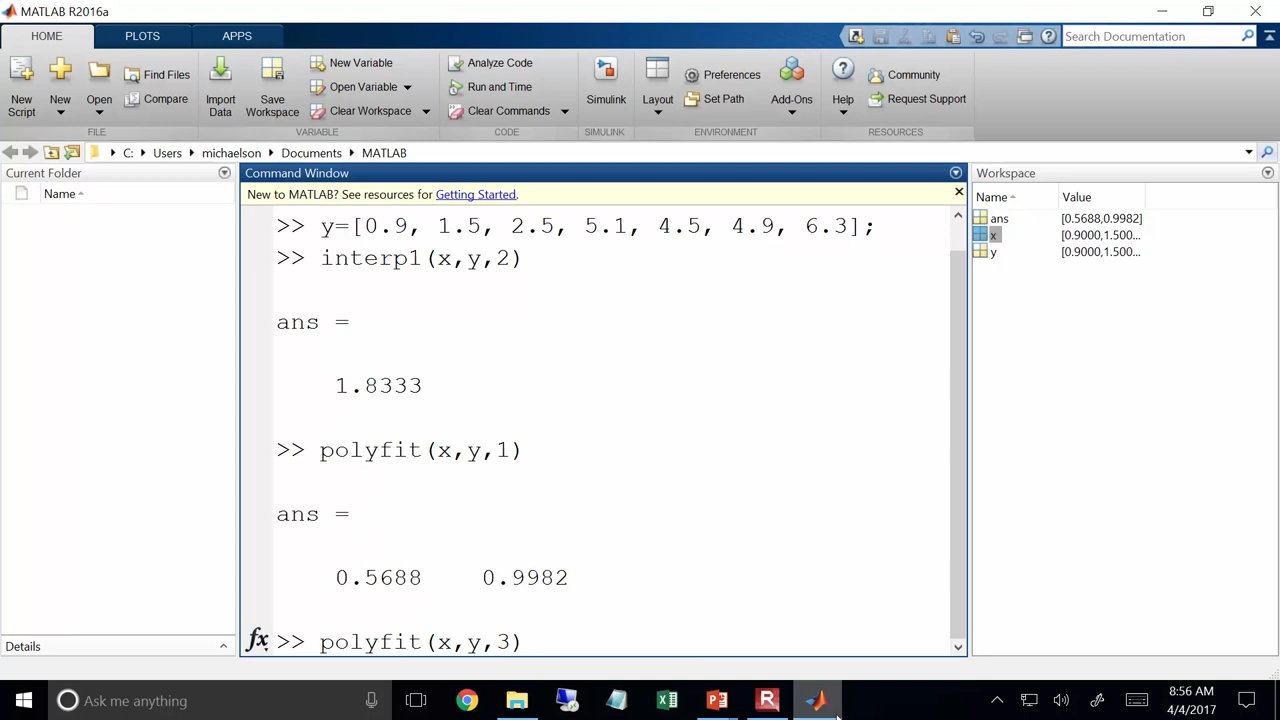 MATLAB R2016a
HOME PLOTS APPS Search Documentation
New Script New Open Find Files Compare Import Data Save Workspace New Variable Open Variable Clear Workspace Analyze Code Run and Time Clear Commands Simulink Layout Preferences Set Path Add-Ons Help Community Request Support
FILE VARIABLE CODE SIMULINK ENVIRONMENT RESOURCES
C: Users michaelson Documents MATLAB
Current Folder
Name
Details
Command Window
New to MATLAB? See resources for Getting Started.
>> y=[0.9, 1.5, 2.5, 5.1, 4.5, 4.9, 6.3];
>> interp1(x,y,2)
ans =
1.8333
>> polyfit(x,y,1)
ans =
0.5688 0.9982
fx >> polyfit(x,y,3)
Workspace
Name Value
ans [0.5688,0.9982]
x [0.9000,1.500...
y [0.9000,1.500...
Ask me anything
8:56 AM
4/4/2017